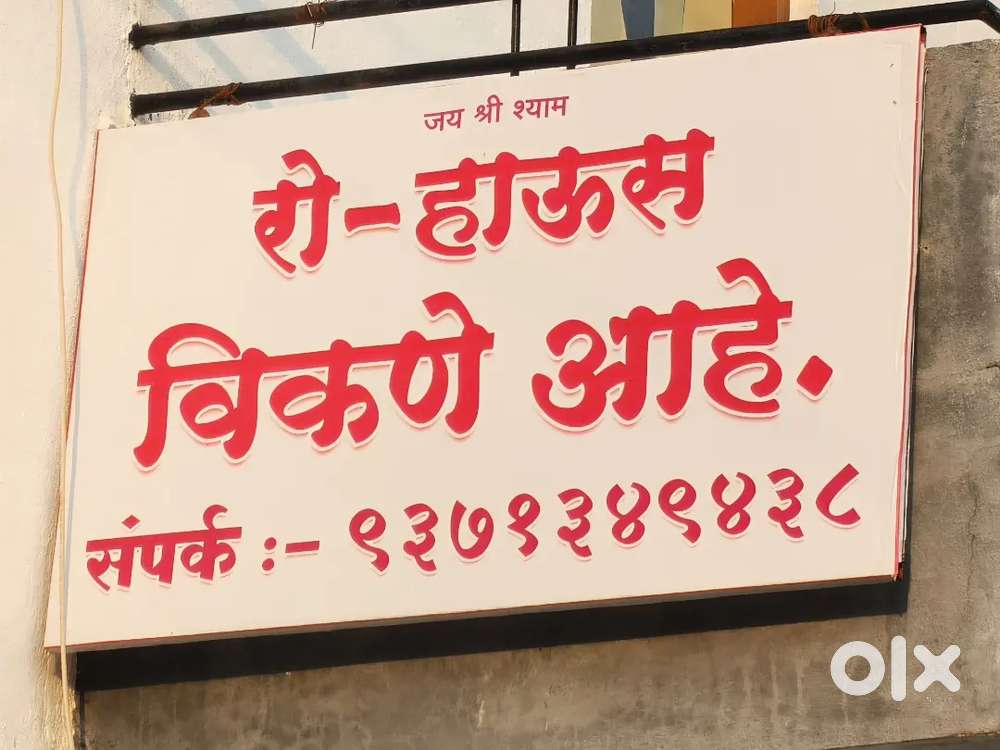 जय श्री श्याम
रो-हाऊस
विकणे आहे.
संपर्क :- ९३७१३४९४३८
olx